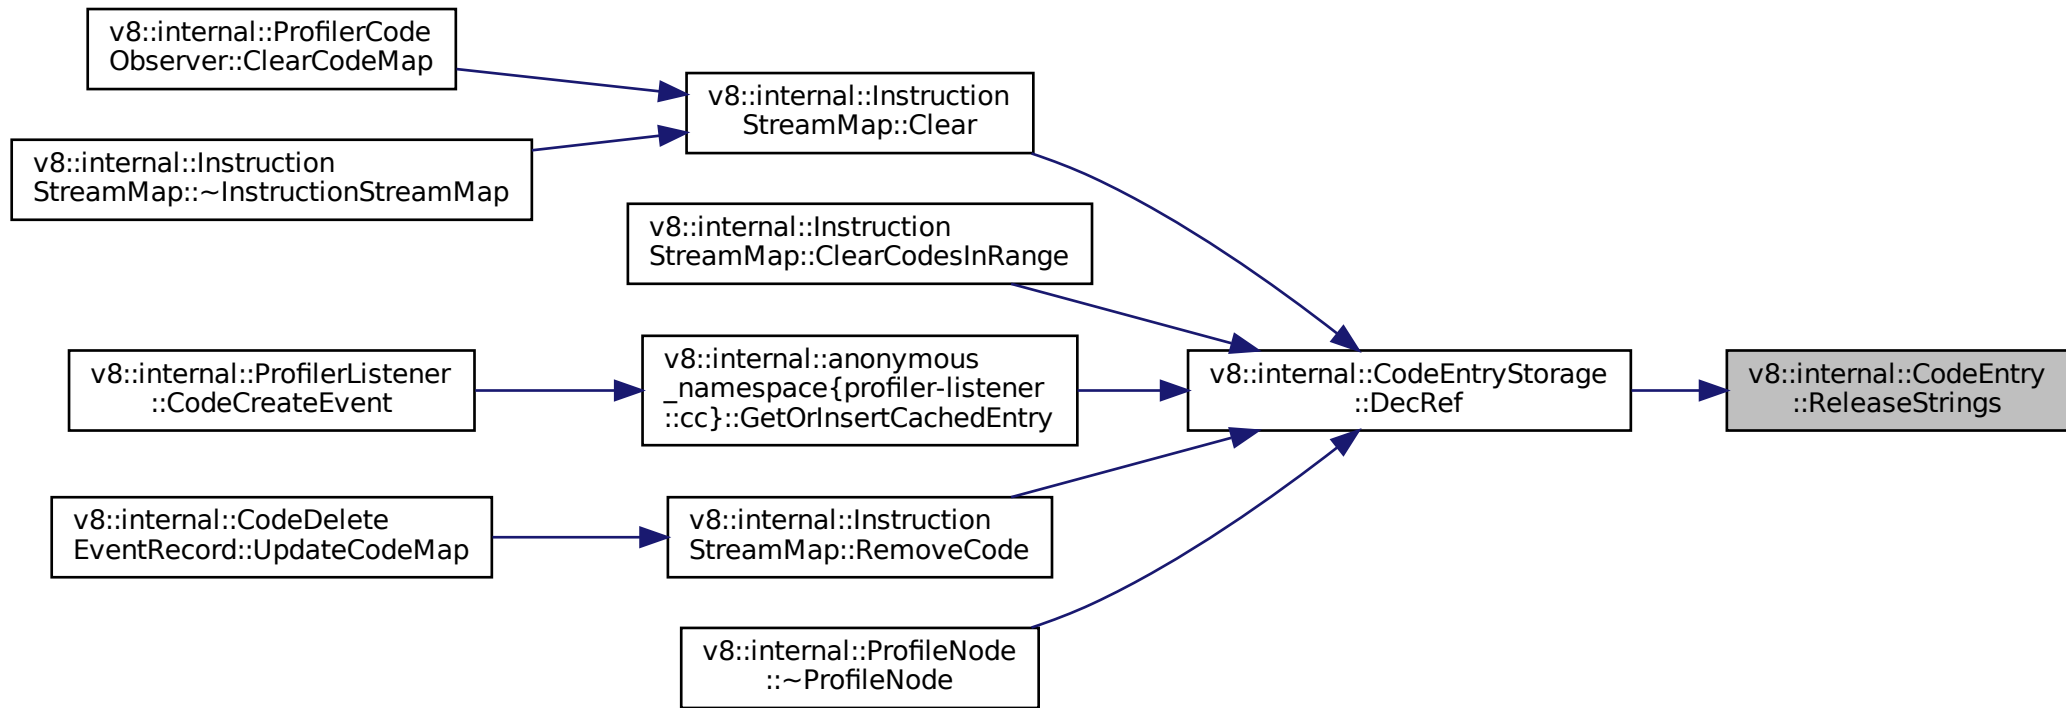 v8::internal::ProfilerCode
Observer::ClearCodeMap
v8::internal::Instruction
StreamMap::~InstructionStreamMap
v8::internal::ProfilerListener
::CodeCreateEvent
v8::internal::CodeDelete
EventRecord::UpdateCodeMap
v8::internal::Instruction
StreamMap::Clear
v8::internal::Instruction
StreamMap::ClearCodesInRange
v8::internal::anonymous
_namespace{profiler-listener
::cc}::GetOrInsertCachedEntry
v8::internal::Instruction
StreamMap::RemoveCode
v8::internal::ProfileNode
::~ProfileNode
v8::internal::CodeEntryStorage
::DecRef
v8::internal::CodeEntry
::ReleaseStrings